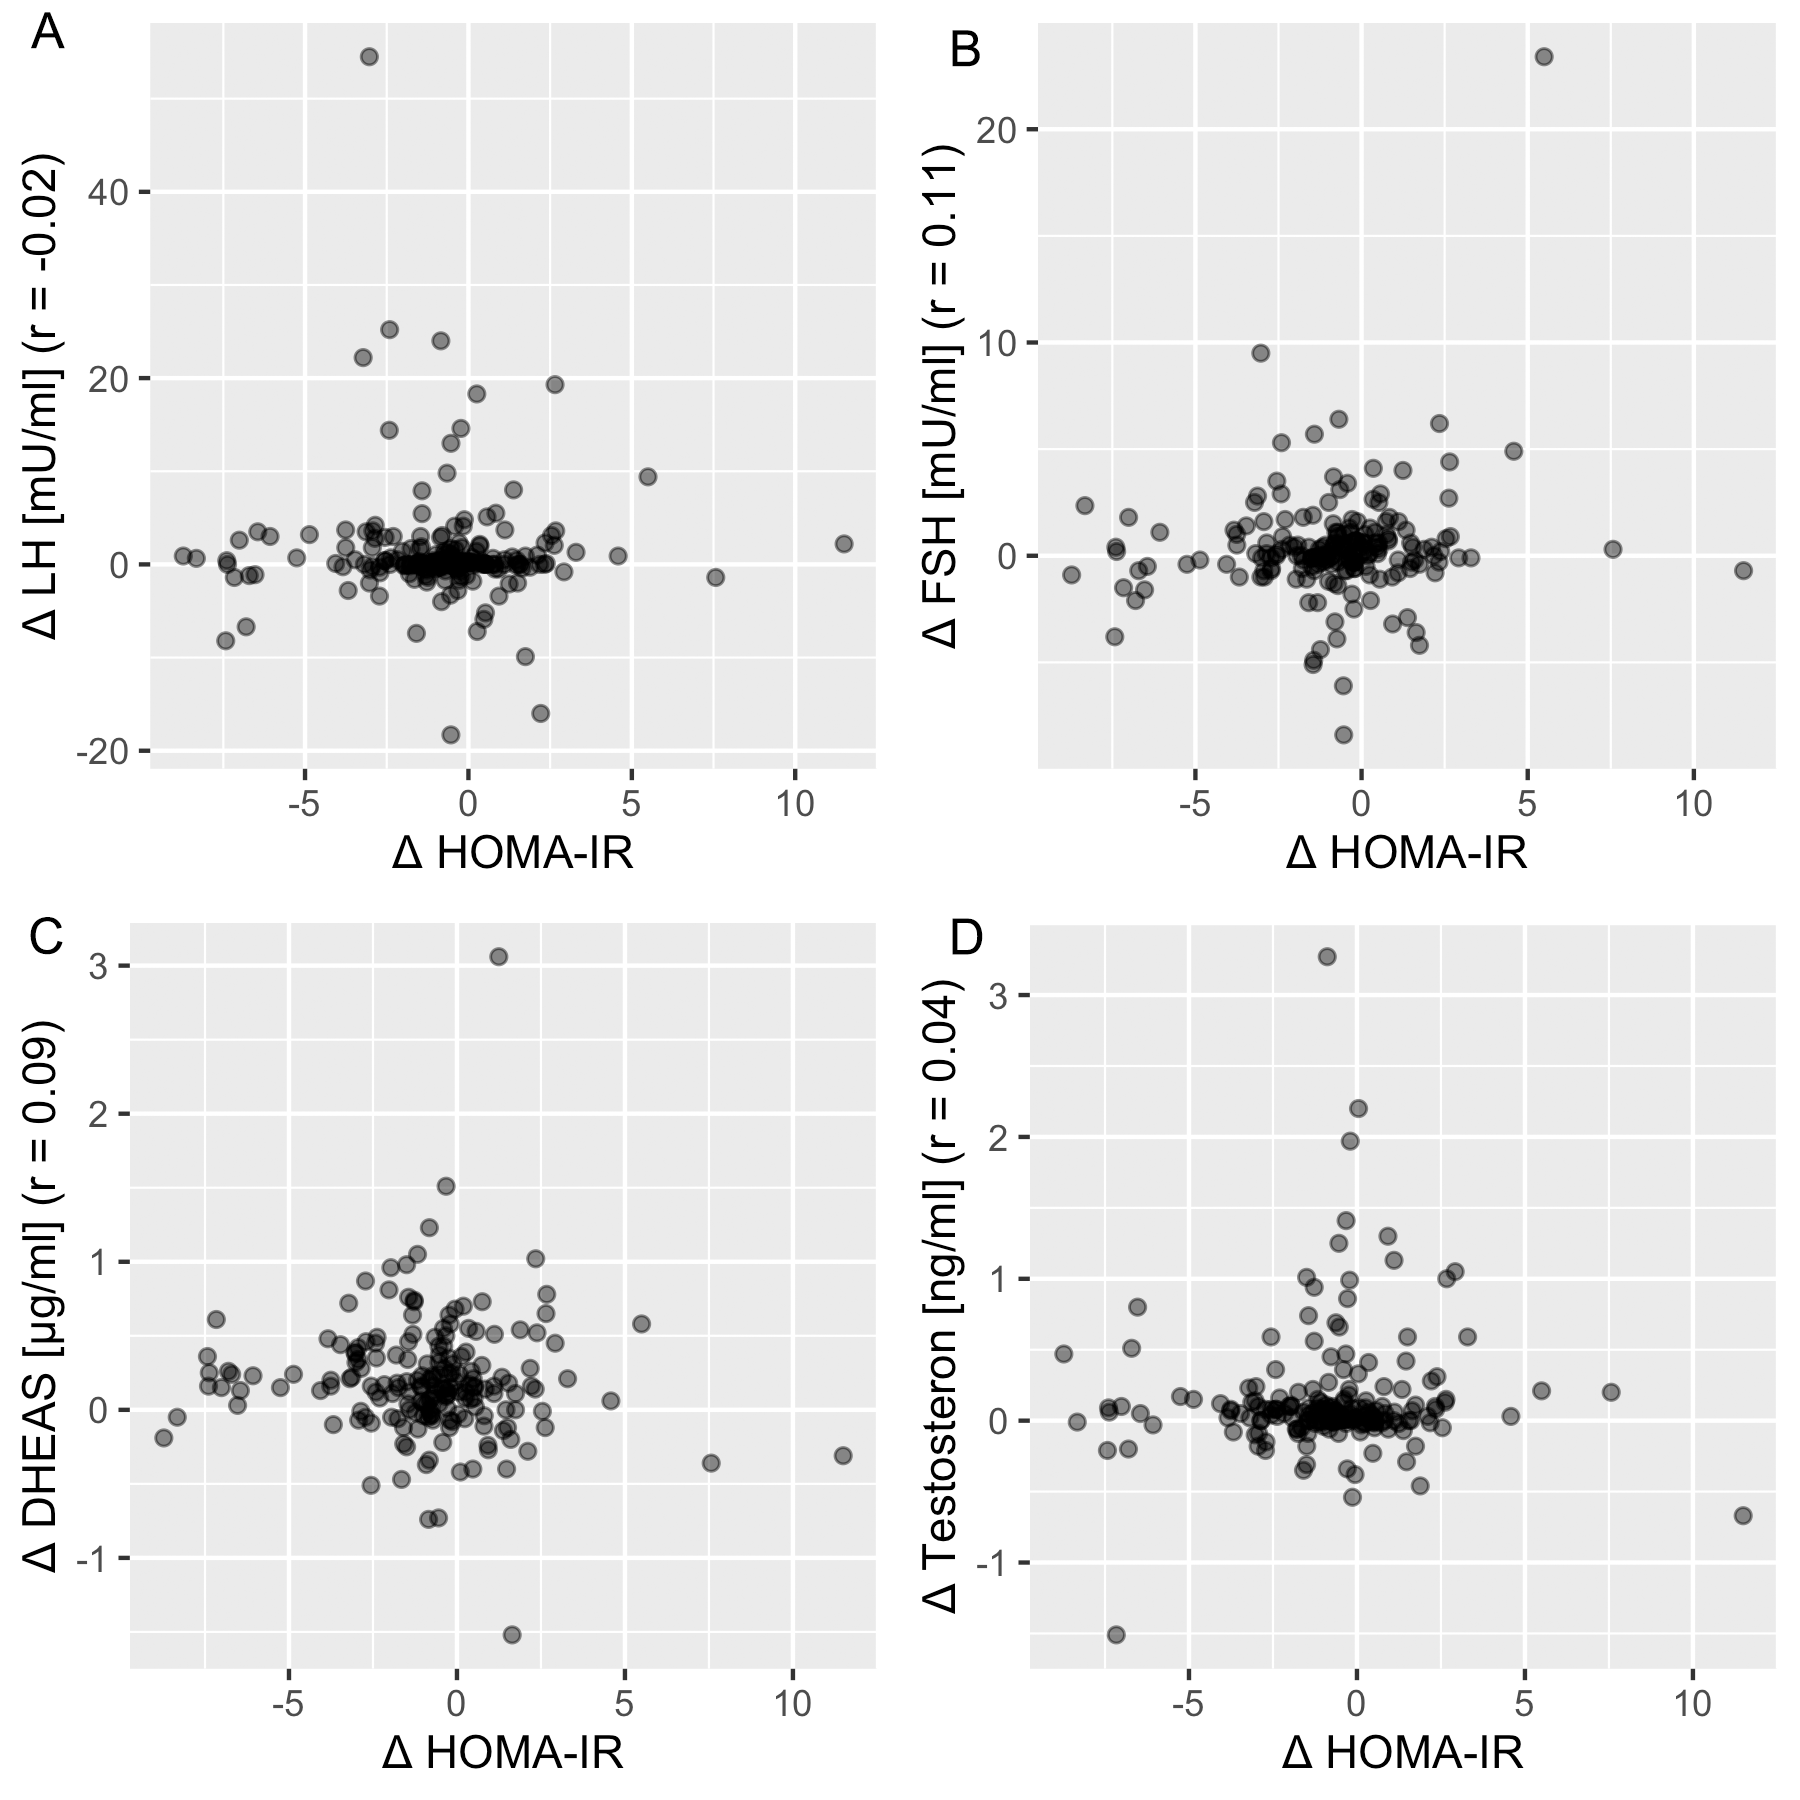 A
Δ LH [mU/ml] (r = -0.02)
40
20
0
-20
-5 0 5 10
Δ HOMA-IR
B
Δ FSH [mU/ml] (r = 0.11)
20
10
0
-5 0 5 10
Δ HOMA-IR
C
Δ DHEAS [µg/ml] (r = 0.09)
3
2
1
0
-1
-5 0 5 10
Δ HOMA-IR
D
Δ Testosteron [ng/ml] (r = 0.04)
3
2
1
0
-1
-5 0 5 10
Δ HOMA-IR